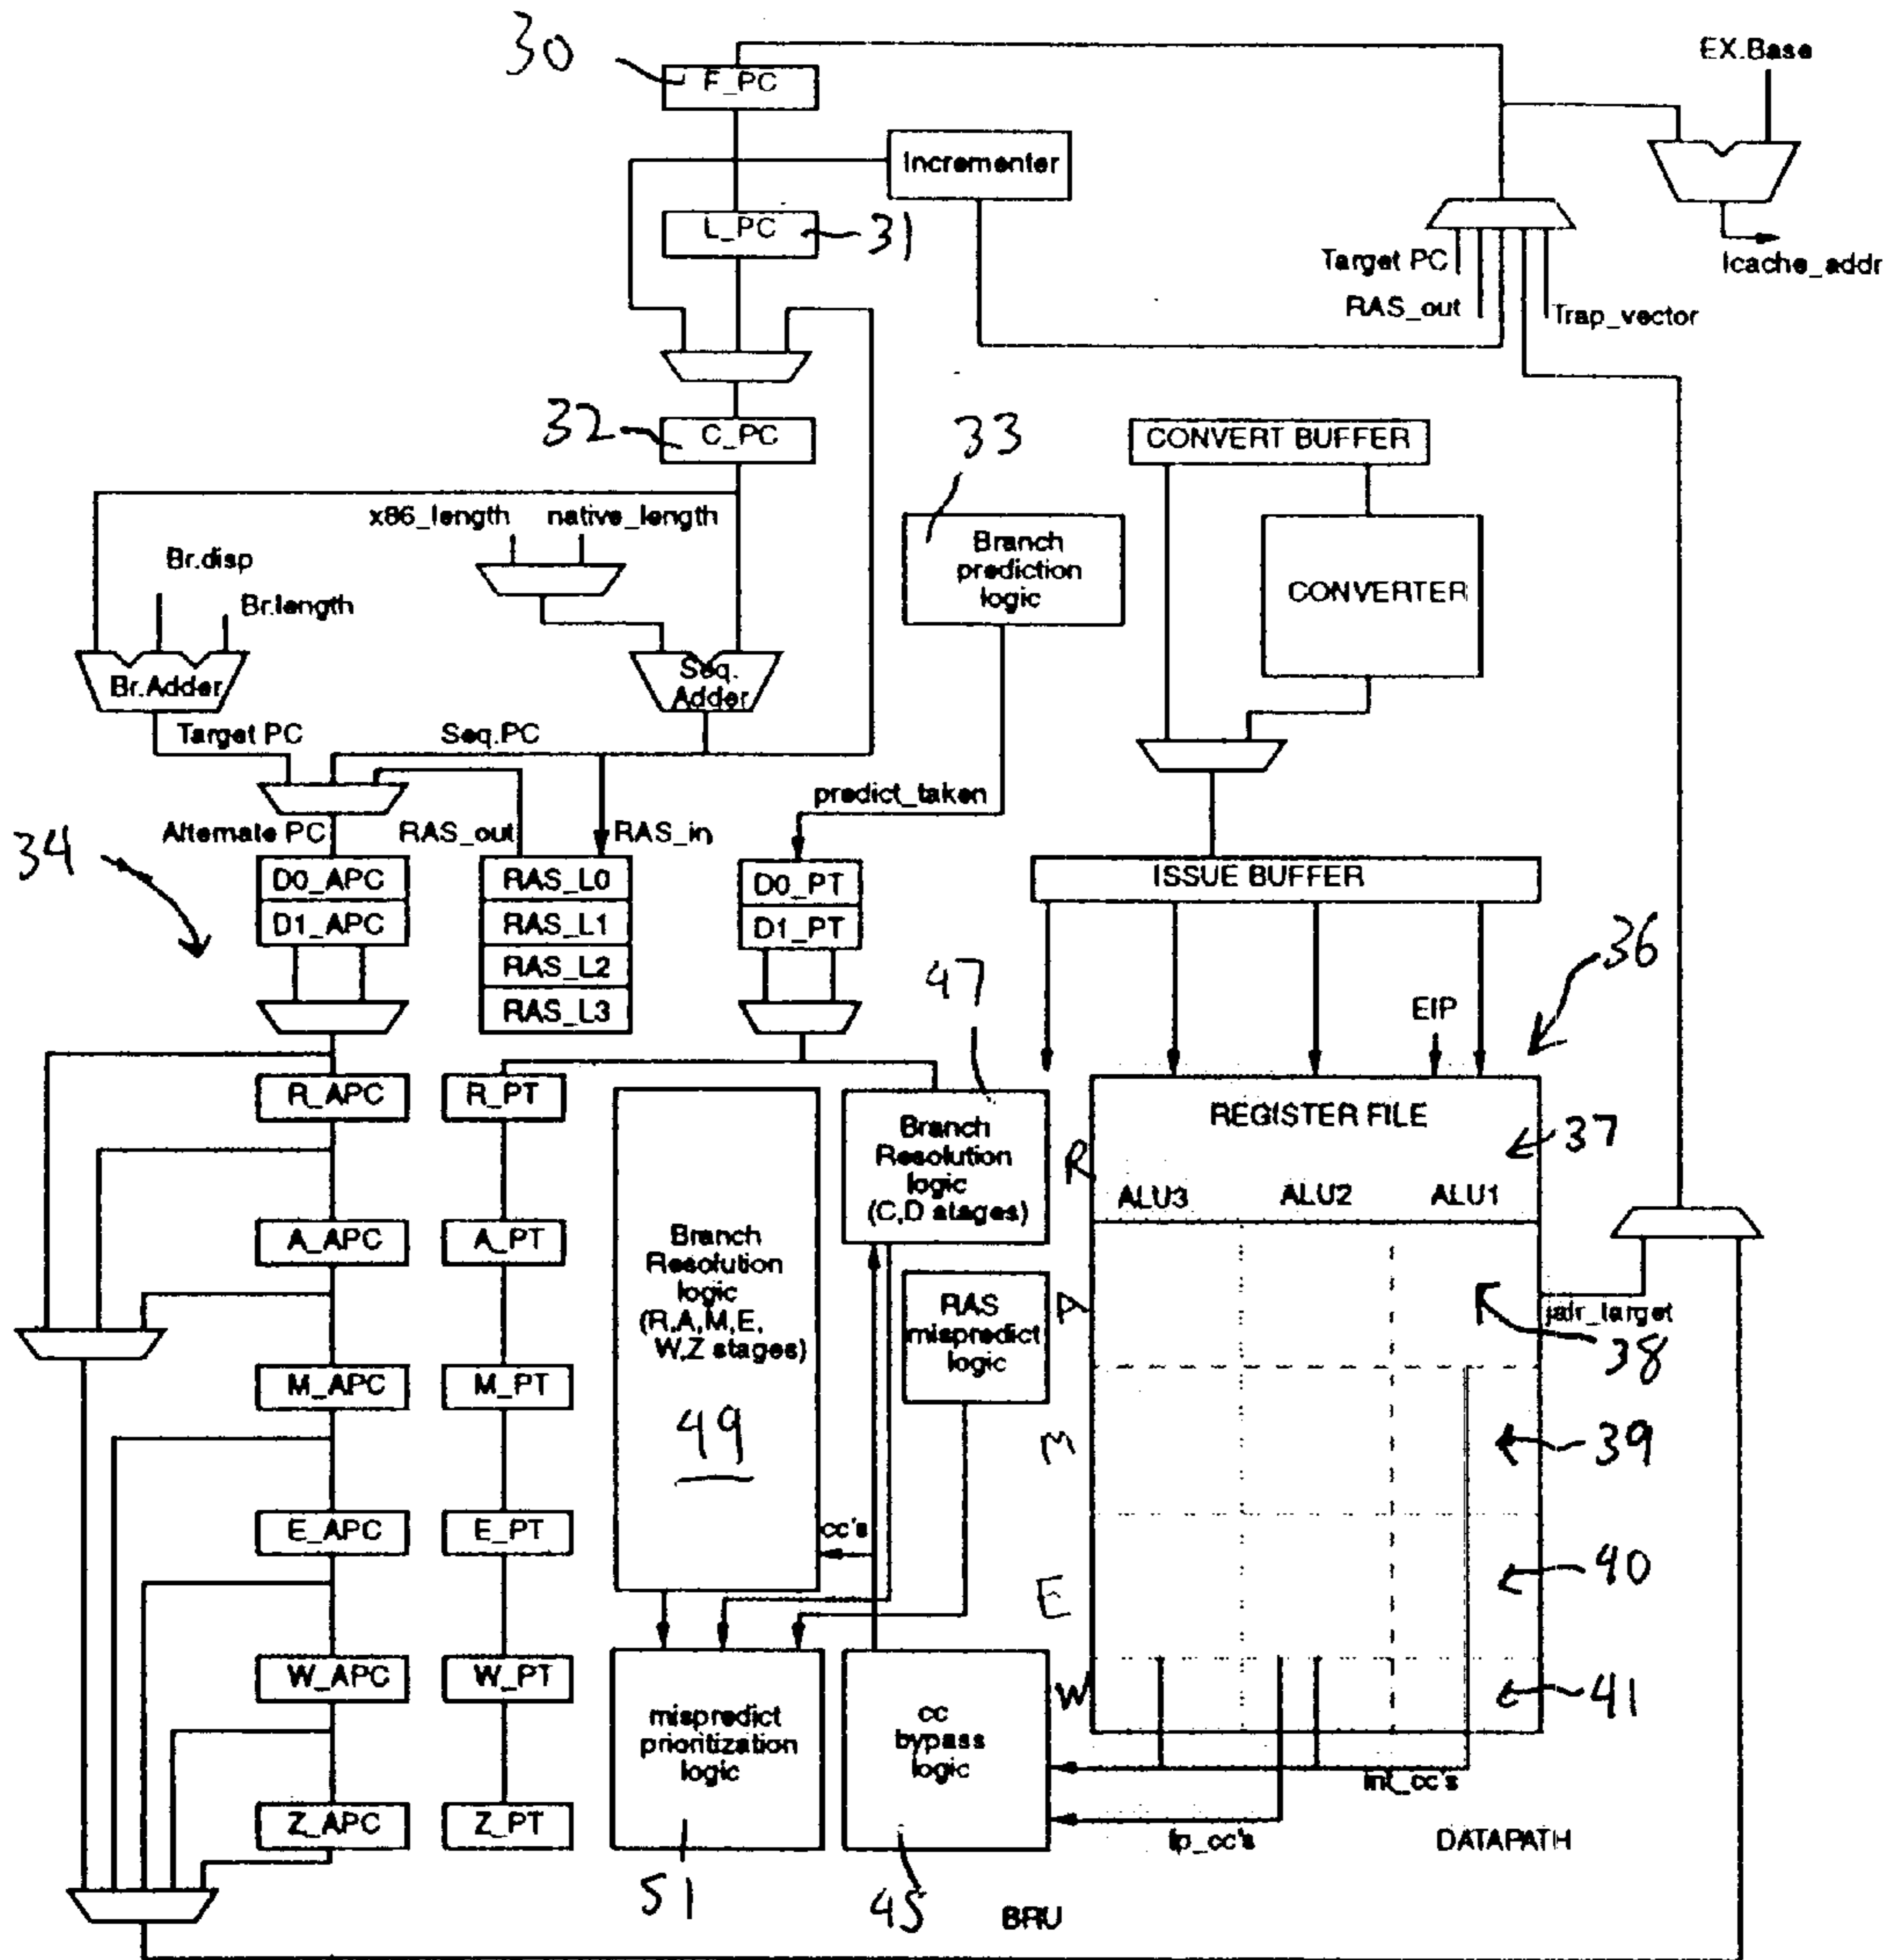 30
F_PC
EX.Base
Incrementer
L_PC
31
Target PC
Icache_addr
RAS_out
Trap_vector
32
C_PC
33
CONVERT BUFFER
x86_length
native_length
Branch
prediction
logic
CONVERTER
Br.disp
Br.length
Br.Adder
Seq.
Adder
Target PC
Seq.PC
predict_taken
34
Alternate PC
RAS_out
RAS_in
D0_APC
D1_APC
RAS_L0
RAS_L1
RAS_L2
RAS_L3
D0_PT
D1_PT
ISSUE BUFFER
36
47
EIP
R_APC
R_PT
Branch
Resolution
logic
(C,D stages)
R
REGISTER FILE
37
ALU3
ALU2
ALU1
A_APC
A_PT
Branch
Resolution
logic
(R,A,M,E,
W,Z stages)
49
RAS
mispredict
logic
A
jalr_target
38
M_APC
M_PT
M
39
E_APC
E_PT
cc's
E
40
W_APC
W_PT
mispredict
prioritization
logic
cc
bypass
logic
W
41
int_cc's
Z_APC
Z_PT
fp_cc's
DATAPATH
51
45
BRU